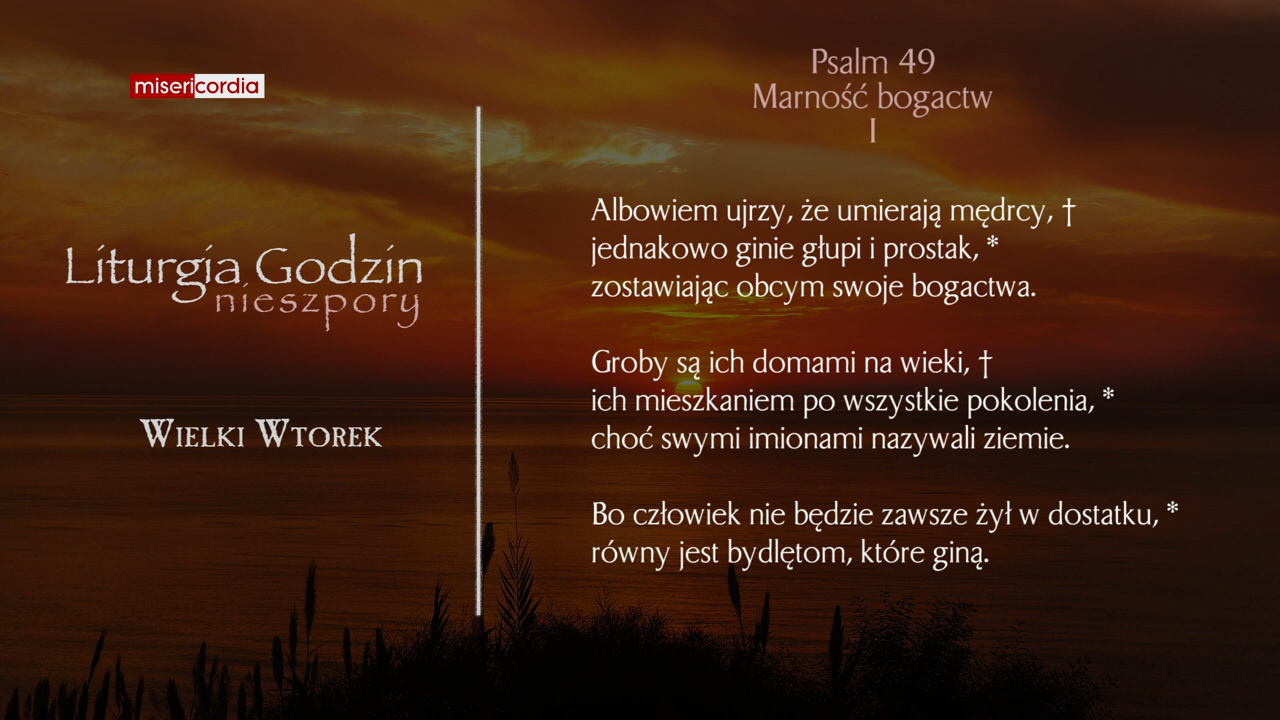 misericordia
Liturgia Godzin
nieszpory
Wielki Wtorek
Psalm 49
Marność bogactw
I
Albowiem ujrzy, że umierają mędrcy, †
jednakowo ginie głupi i prostak, *
zostawiając obcym swoje bogactwa.
Groby są ich domami na wieki, †
ich mieszkaniem po wszystkie pokolenia, *
choć swymi imionami nazywali ziemie.
Bo człowiek nie będzie zawsze żył w dostatku, *
równy jest bydlętom, które giną.